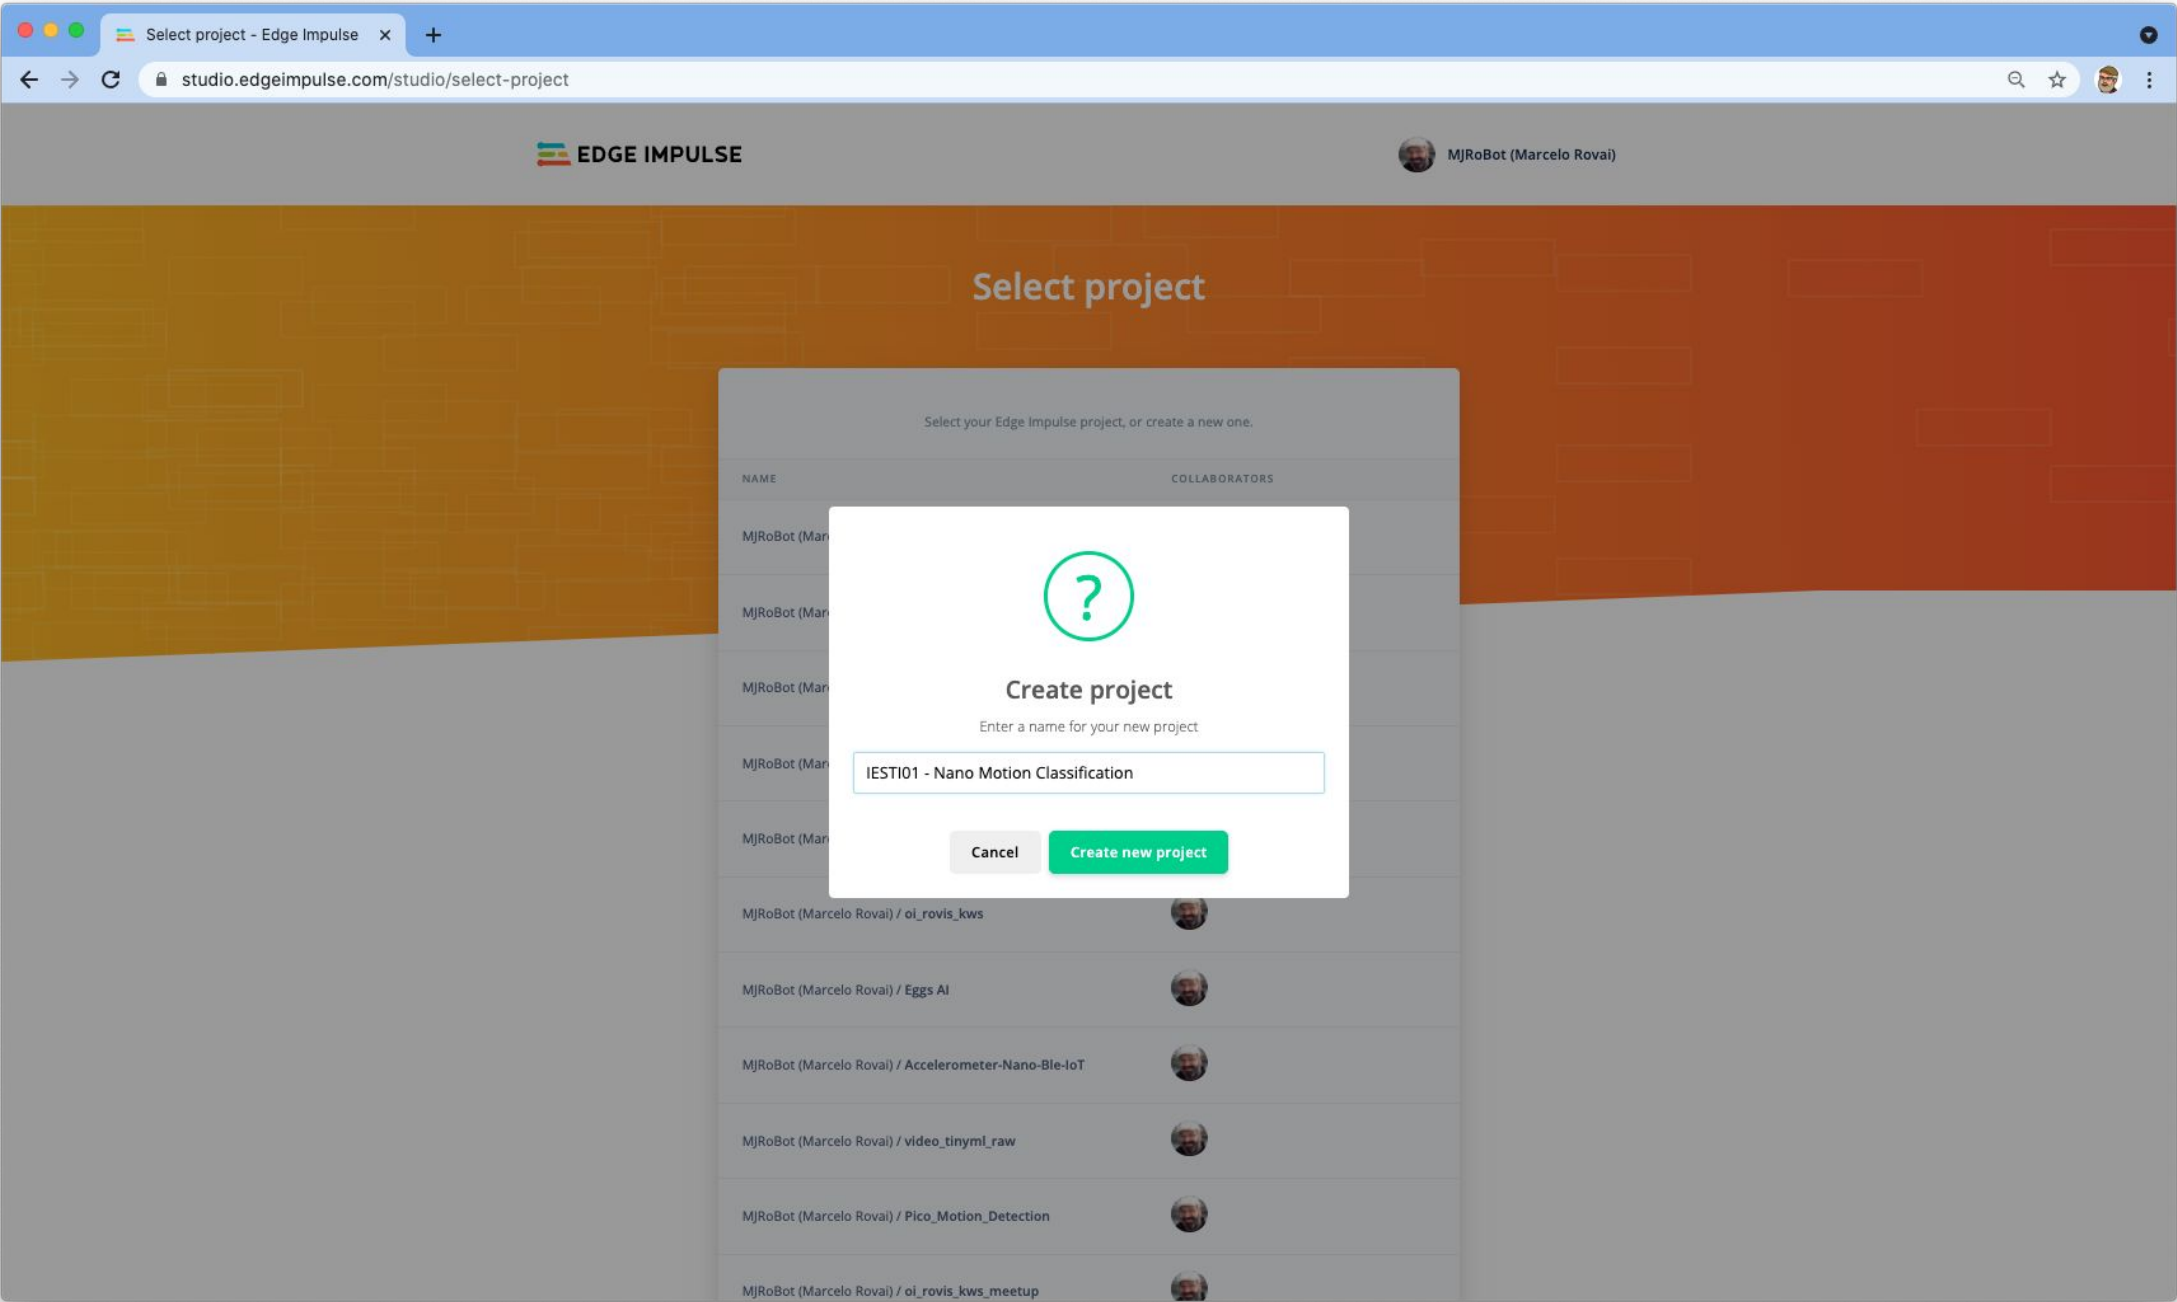 Select project - Edge Impulse
studio.edgeimpulse.com/studio/select-project
EDGE IMPULSE
MJRoBot (Marcelo Rovai)
Select project
Select your Edge Impulse project, or create a new one.
NAME COLLABORATORS
MJRoBot (Mar
MJRoBot (Mar
MJRoBot (Mar
MJRoBot (Mar
MJRoBot (Mar
?
Create project
Enter a name for your new project
IESTI01 - Nano Motion Classification
Cancel Create new project
MJRoBot (Marcelo Rovai) / oi_rovis_kws
MJRoBot (Marcelo Rovai) / Eggs AI
MJRoBot (Marcelo Rovai) / Accelerometer-Nano-Ble-IoT
MJRoBot (Marcelo Rovai) / video_tinyml_raw
MJRoBot (Marcelo Rovai) / Pico_Motion_Detection
MJRoBot (Marcelo Rovai) / oi_rovis_kws_meetup